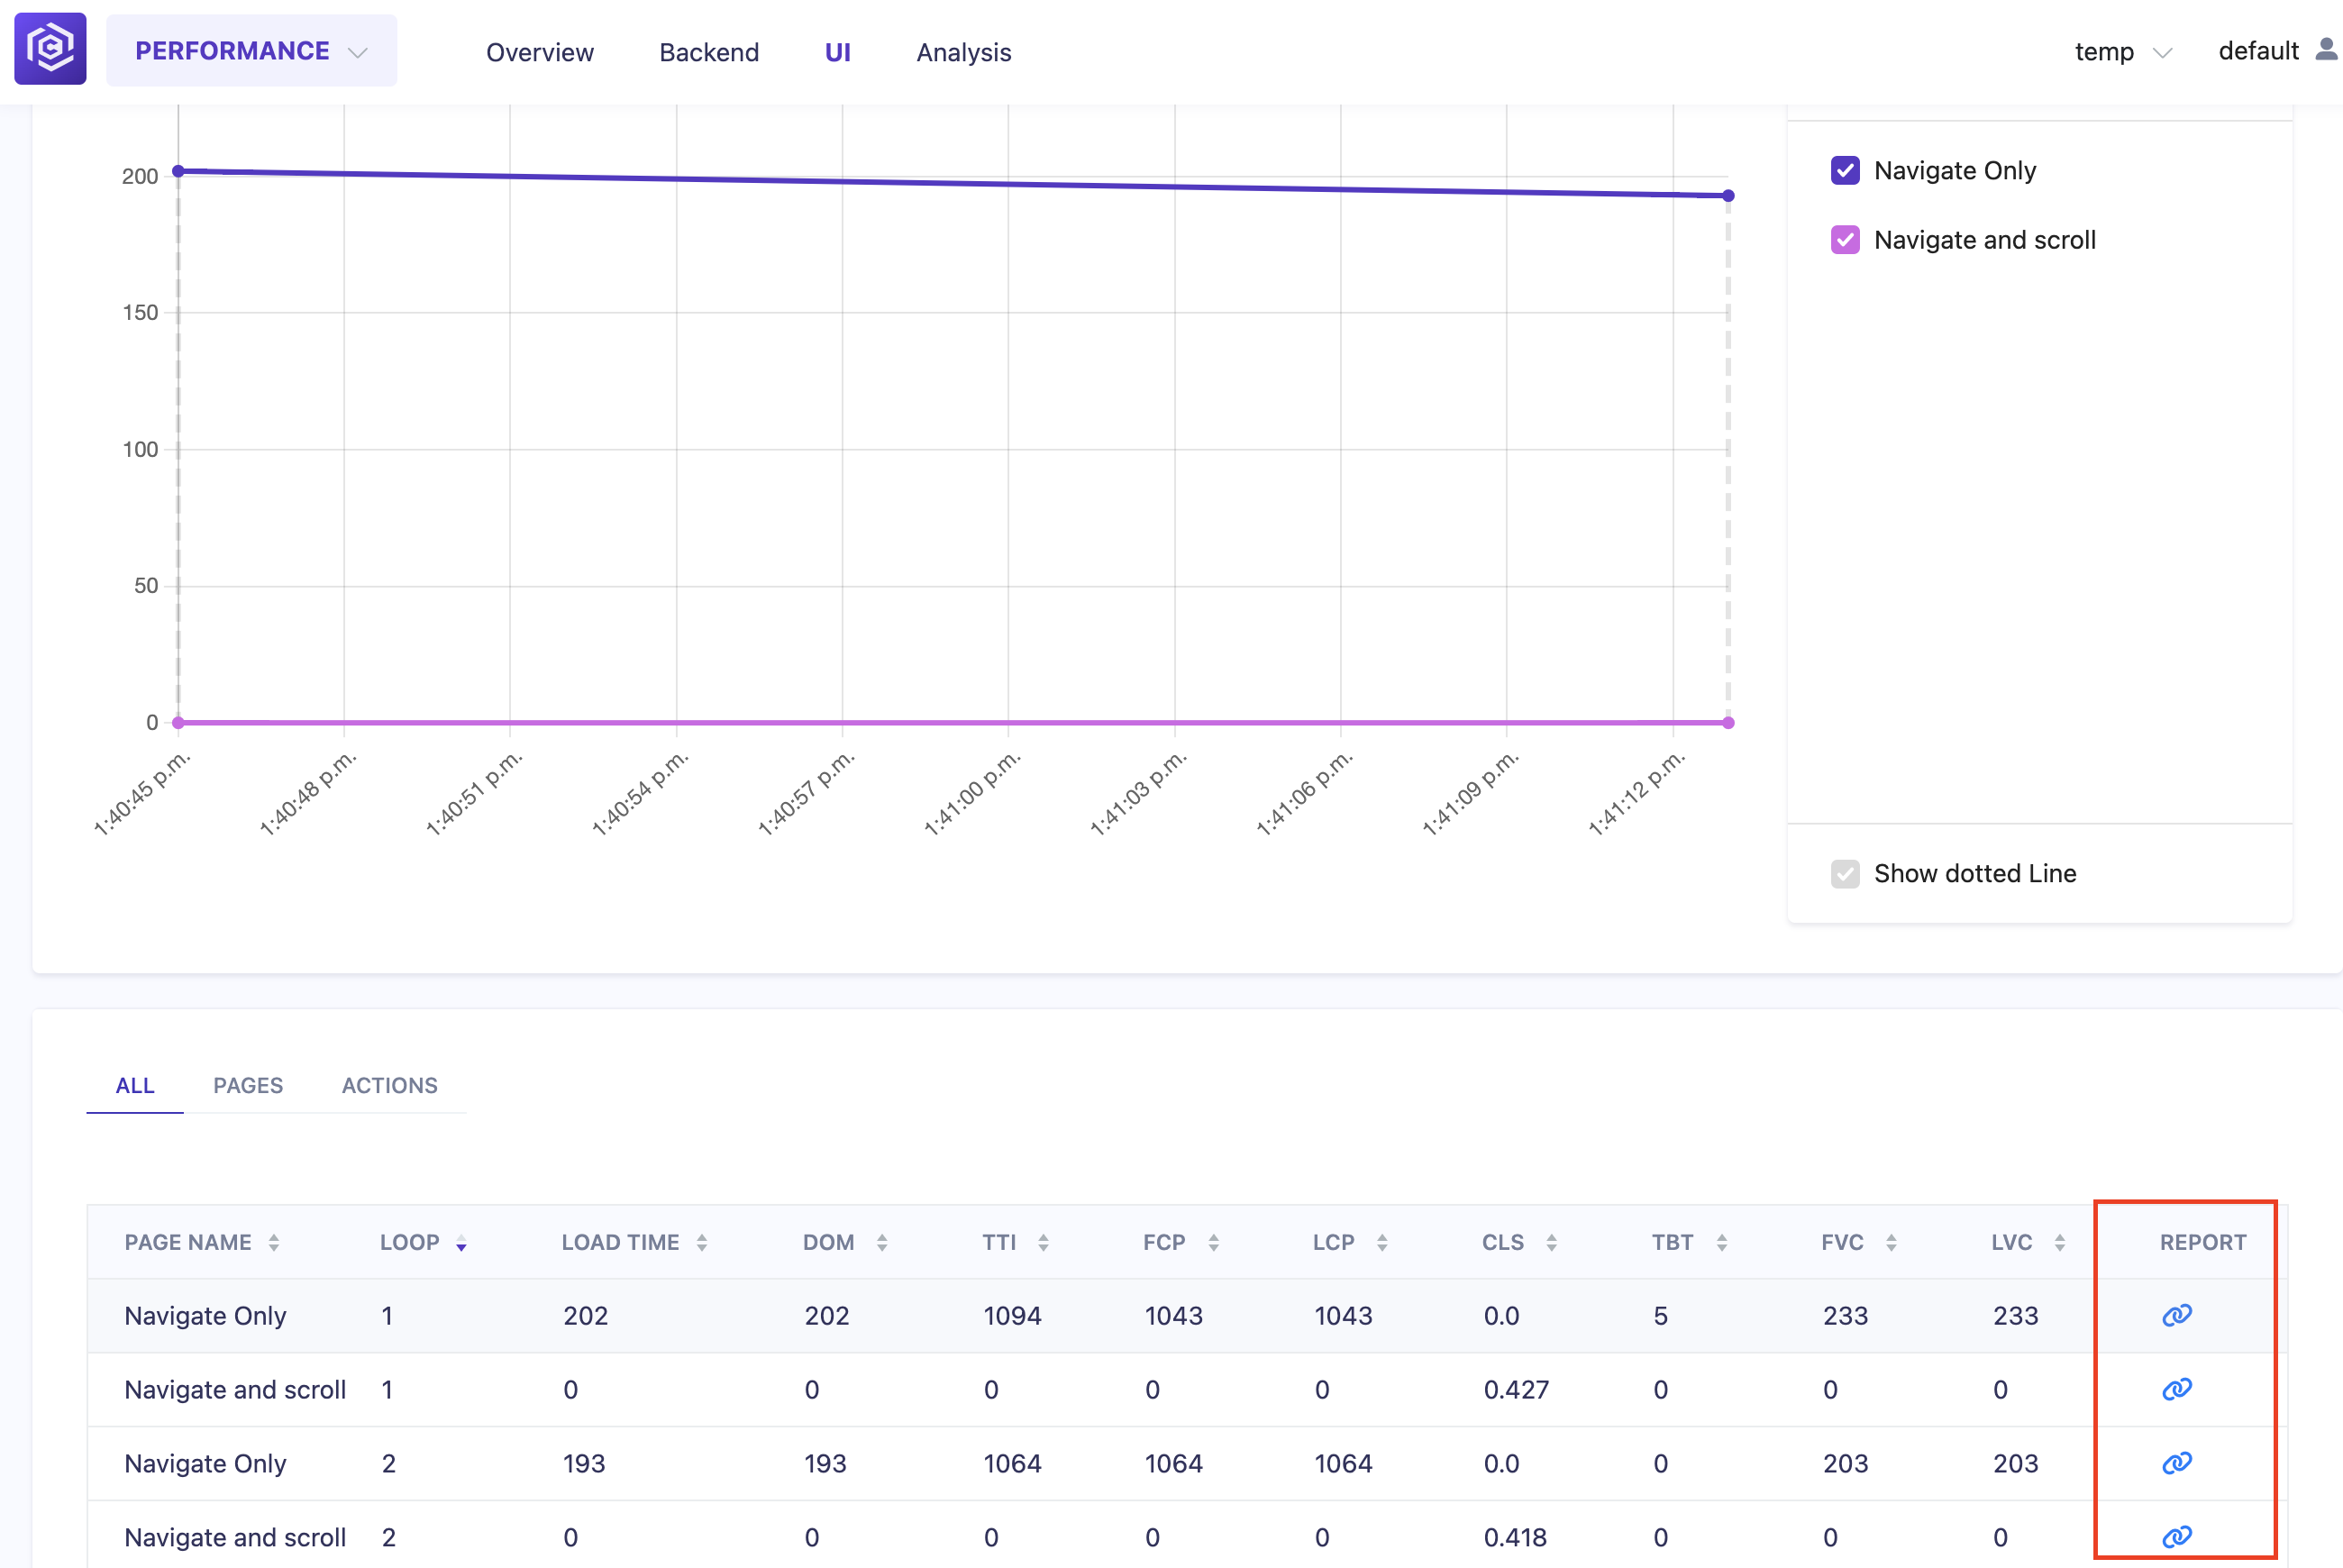 PERFORMANCE Overview Backend UI Analysis temp default
200
150
100
50
0
1:40:45 p.m. 1:40:48 p.m. 1:40:51 p.m. 1:40:54 p.m. 1:40:57 p.m. 1:41:00 p.m. 1:41:03 p.m. 1:41:06 p.m. 1:41:09 p.m. 1:41:12 p.m.
Navigate Only
Navigate and scroll
Show dotted Line
ALL PAGES ACTIONS
PAGE NAME LOOP LOAD TIME DOM TTI FCP LCP CLS TBT FVC LVC REPORT
Navigate Only 1 202 202 1094 1043 1043 0.0 5 233 233
Navigate and scroll 1 0 0 0 0 0 0.427 0 0 0
Navigate Only 2 193 193 1064 1064 1064 0.0 0 203 203
Navigate and scroll 2 0 0 0 0 0 0.418 0 0 0